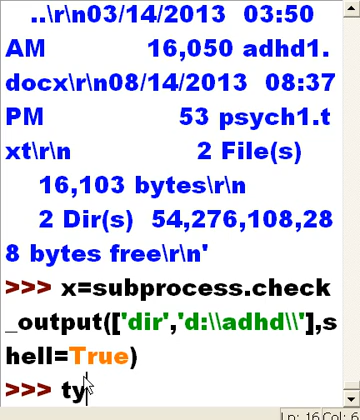 ..\r\n03/14/2013  03:50
AM             16,050 adhd1.
docx\r\n08/14/2013  08:37
PM                 53 psych1.t
xt\r\n               2 File(s)
16,103 bytes\r\n
2 Dir(s)  54,276,108,28
8 bytes free\r\n'
>>> x=subprocess.check
_output(['dir','d:\\adhd\\'],s
hell=True)
>>> ty
Ln: 16 Col: 6